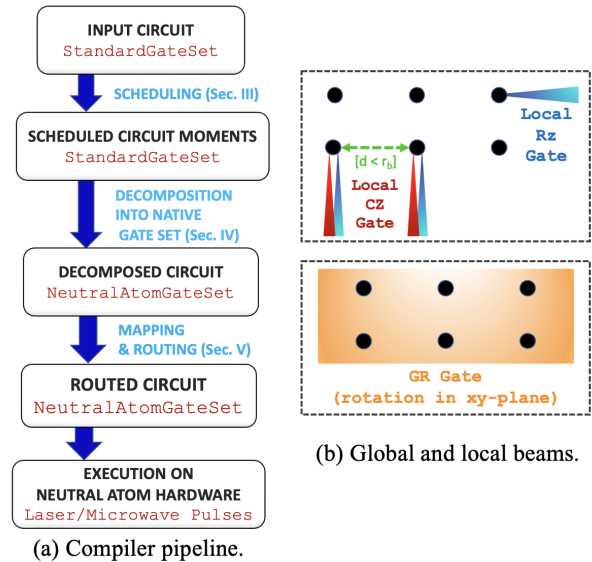 INPUT CIRCUIT
StandardGateSet
SCHEDULING (Sec. III)
SCHEDULED CIRCUIT MOMENTS
StandardGateSet
DECOMPOSITION
INTO NATIVE
GATE SET (Sec. IV)
DECOMPOSED CIRCUIT
NeutralAtomGateSet
MAPPING
& ROUTING (Sec. V)
ROUTED CIRCUIT
NeutralAtomGateSet
EXECUTION ON
NEUTRAL ATOM HARDWARE
Laser/Microwave Pulses
(a) Compiler pipeline.
Local
Rz
Gate
[d < rb]
Local
CZ
Gate
GR Gate
(rotation in xy-plane)
(b) Global and local beams.